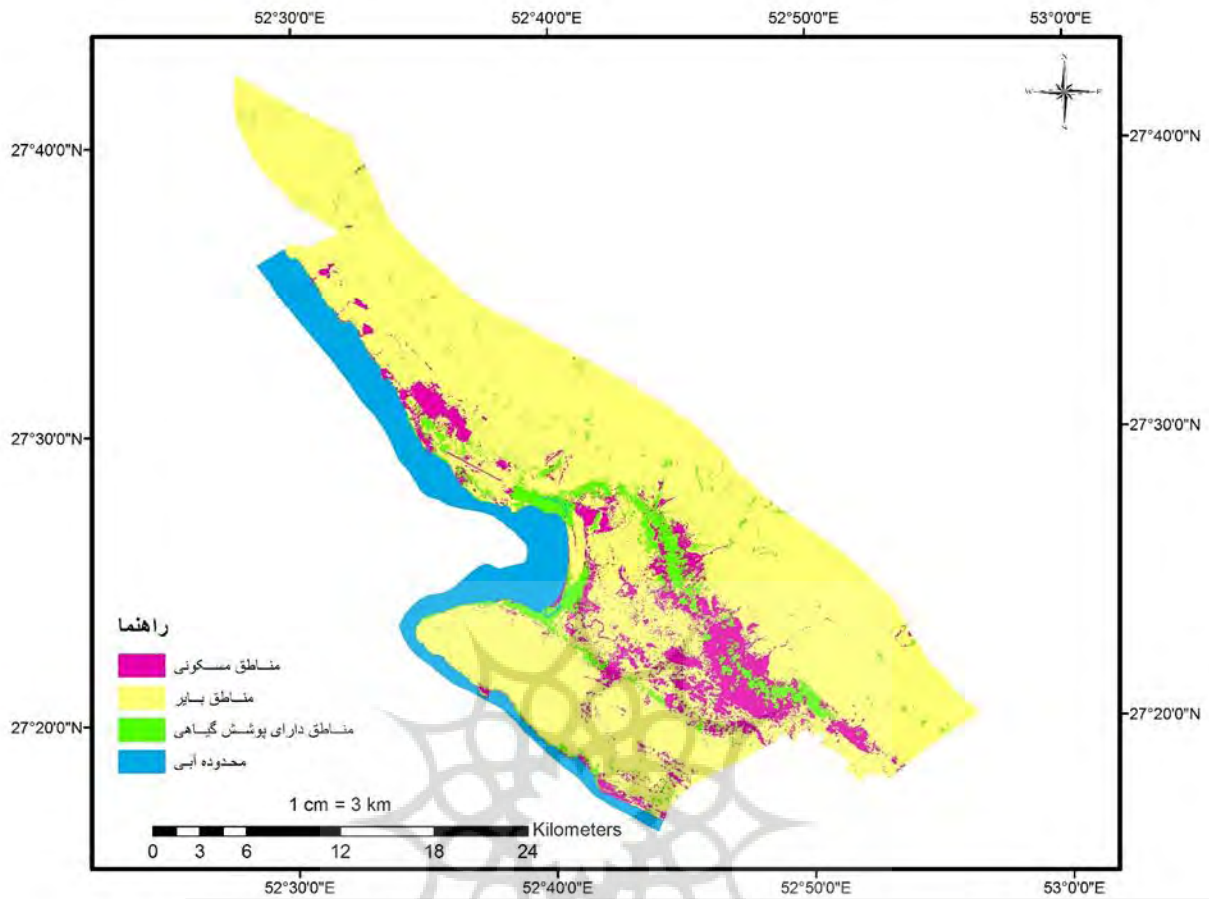 52°30'0"E 52°40'0"E 52°50'0"E 53°0'0"E
N
W E
S
27°40'0"N 27°40'0"N
27°30'0"N 27°30'0"N
27°20'0"N 27°20'0"N
راهنما
مناطق مسکونی
مناطق بایر
مناطق دارای پوشش گیاهی
محدوده آبی
1 cm = 3 km
Kilometers
0 3 6 12 18 24
52°30'0"E 52°40'0"E 52°50'0"E 53°0'0"E